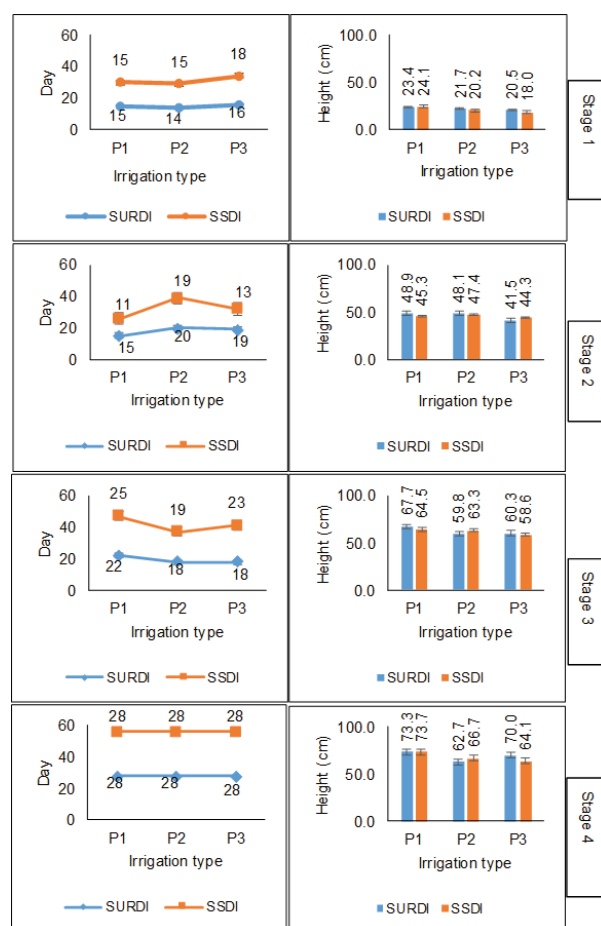 60
40
20
0
Day
15 15 18
15 14 16
P1 P2 P3
Irrigation type
SURDI SSDI
100.0
50.0
0.0
Height (cm)
23.4 24.1 21.7 20.2 20.5 18.0
P1 P2 P3
Irrigation type
SURDI SSDI
Stage 1
60
40
20
0
Day
11 19 13
15 20 19
P1 P2 P3
Irrigation type
SURDI SSDI
100.0
50.0
0.0
Height (cm)
48.9 45.3 48.1 47.4 41.5 44.3
P1 P2 P3
Irrigation type
SURDI SSDI
Stage 2
60
40
20
0
Day
25 19 23
22 18 18
P1 P2 P3
Irrigation type
SURDI SSDI
100.0
50.0
0.0
Height (cm)
67.7 64.5 59.8 63.3 60.3 58.6
P1 P2 P3
Irrigation type
SURDI SSDI
Stage 3
60
40
20
0
Day
28 28 28
28 28 28
P1 P2 P3
Irrigation type
SURDI SSDI
100.0
50.0
0.0
Height (cm)
73.3 73.7 62.7 66.7 70.0 64.1
P1 P2 P3
Irrigation type
SURDI SSDI
Stage 4